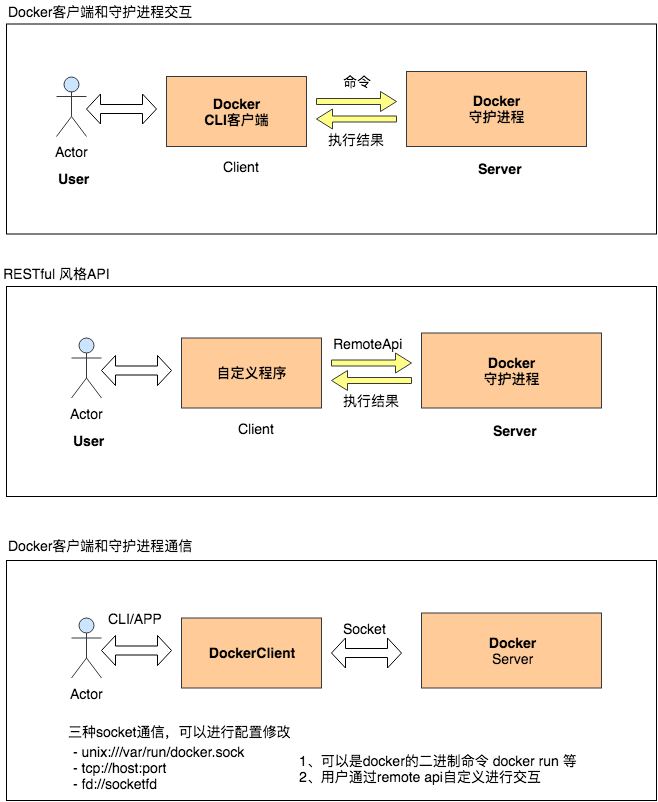 Docker客户端和守护进程交互
命令
Docker
CLI客户端
Docker
守护进程
执行结果
Actor
User
Client
Server
RESTful 风格API
RemoteApi
自定义程序
Docker
守护进程
执行结果
Actor
User
Client
Server
Docker客户端和守护进程通信
CLI/APP
Socket
DockerClient
Docker
Server
Actor
三种socket通信，可以进行配置修改
- unix:///var/run/docker.sock
- tcp://host:port
- fd://socketfd
1、可以是docker的二进制命令 docker run 等
2、用户通过remote api自定义进行交互